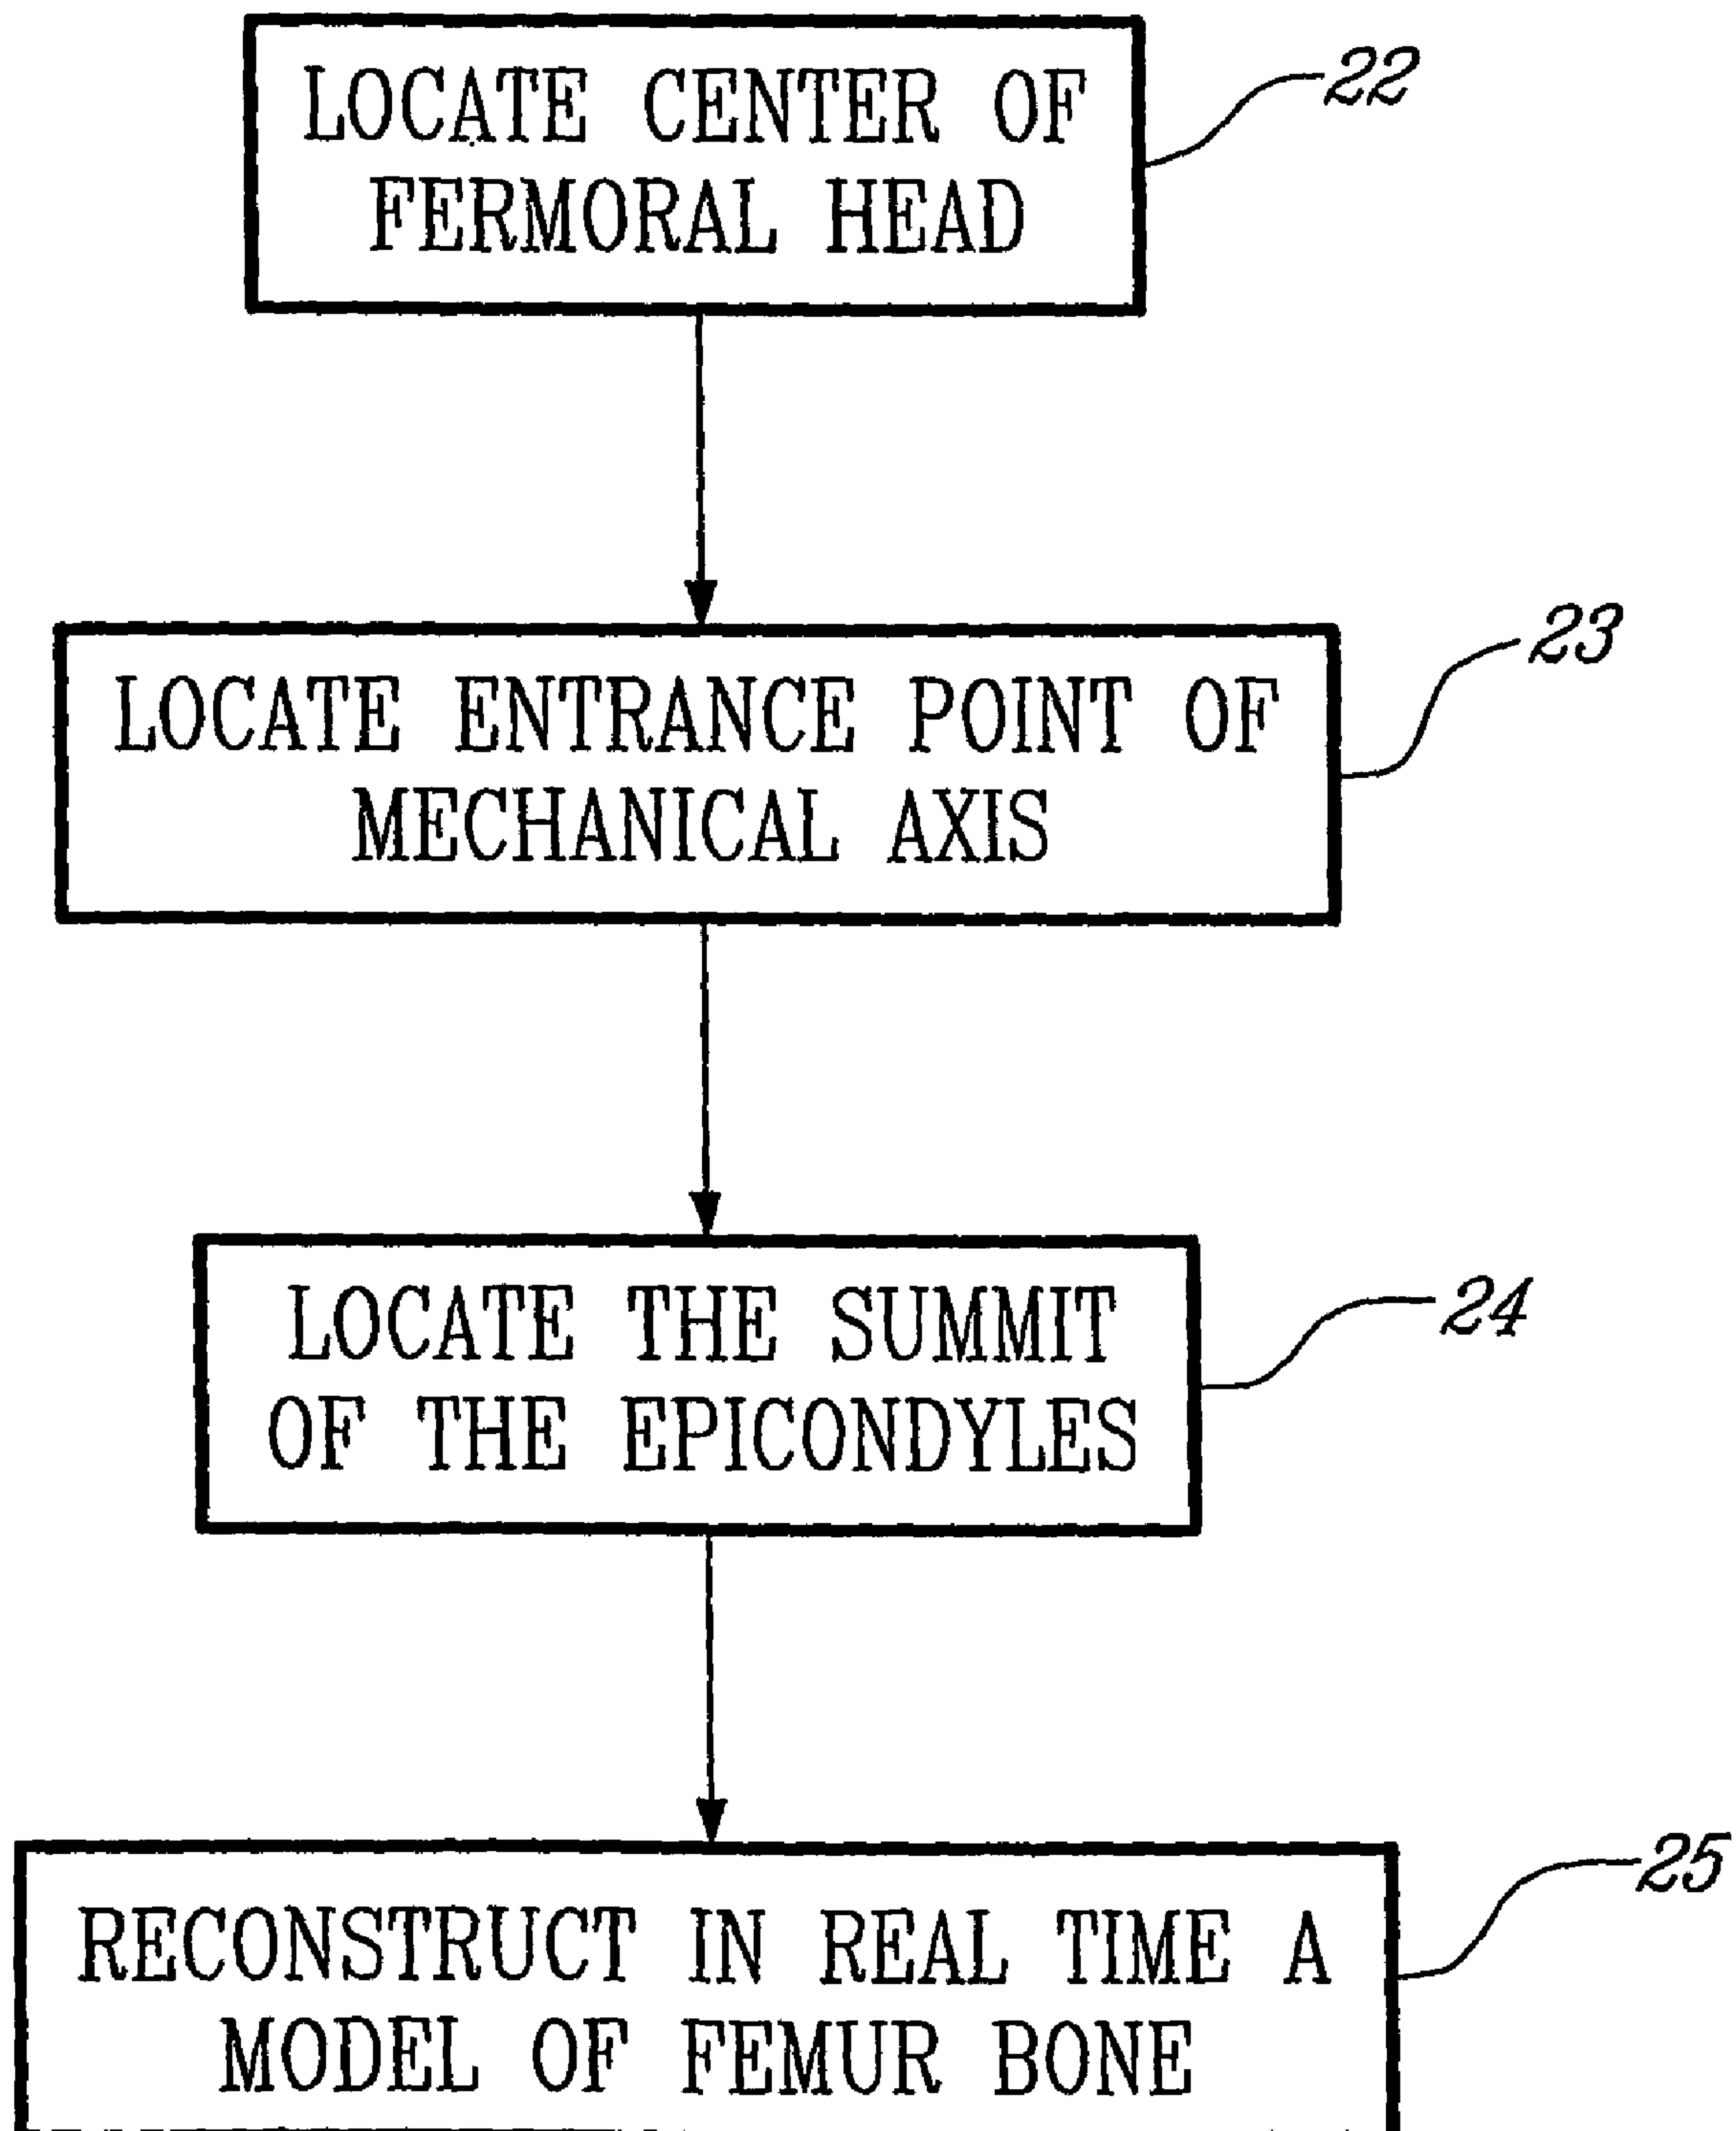 LOCATE CENTER OF
FERMORAL HEAD
22
LOCATE ENTRANCE POINT OF
MECHANICAL AXIS
23
LOCATE THE SUMMIT
OF THE EPICONDYLES
24
RECONSTRUCT IN REAL TIME A
MODEL OF FEMUR BONE
25